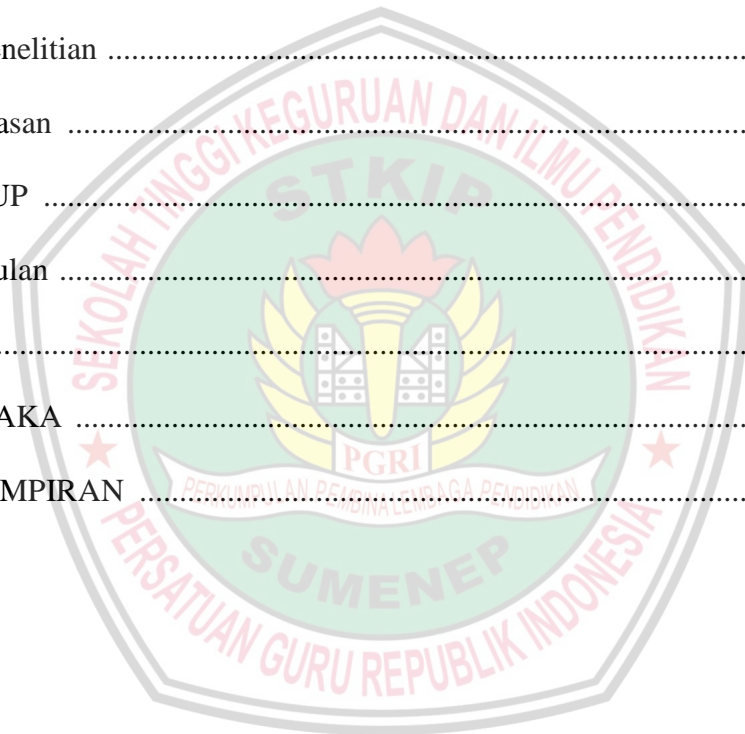 enelitian ........................................................................
asan ........................................................................
UP ........................................................................
ulan ........................................................................
........................................................................
AKA ........................................................................
MPIRAN ........................................................................
SEKOLAH TINGGI KEGURUAN DAN ILMU PENDIDIKAN
STKIP
PGRI
PERKUMPULAN PEMBINA LEMBAGA PENDIDIKAN
SUMENEP
PERSATUAN GURU REPUBLIK INDONESIA